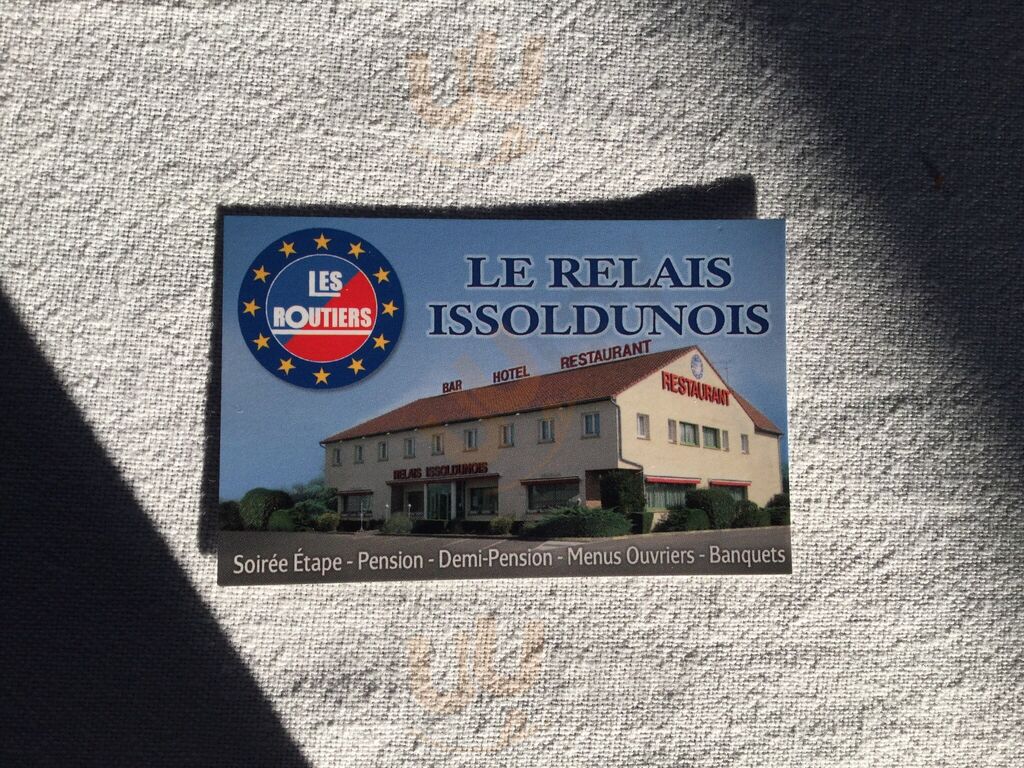 LES
ROUTIERS
LE RELAIS
ISSOLDUNOIS
BAR HOTEL RESTAURANT
RESTAURANT
RELAIS ISSOLDUNOIS
Soirée Étape - Pension - Demi-Pension - Menus Ouvriers - Banquets